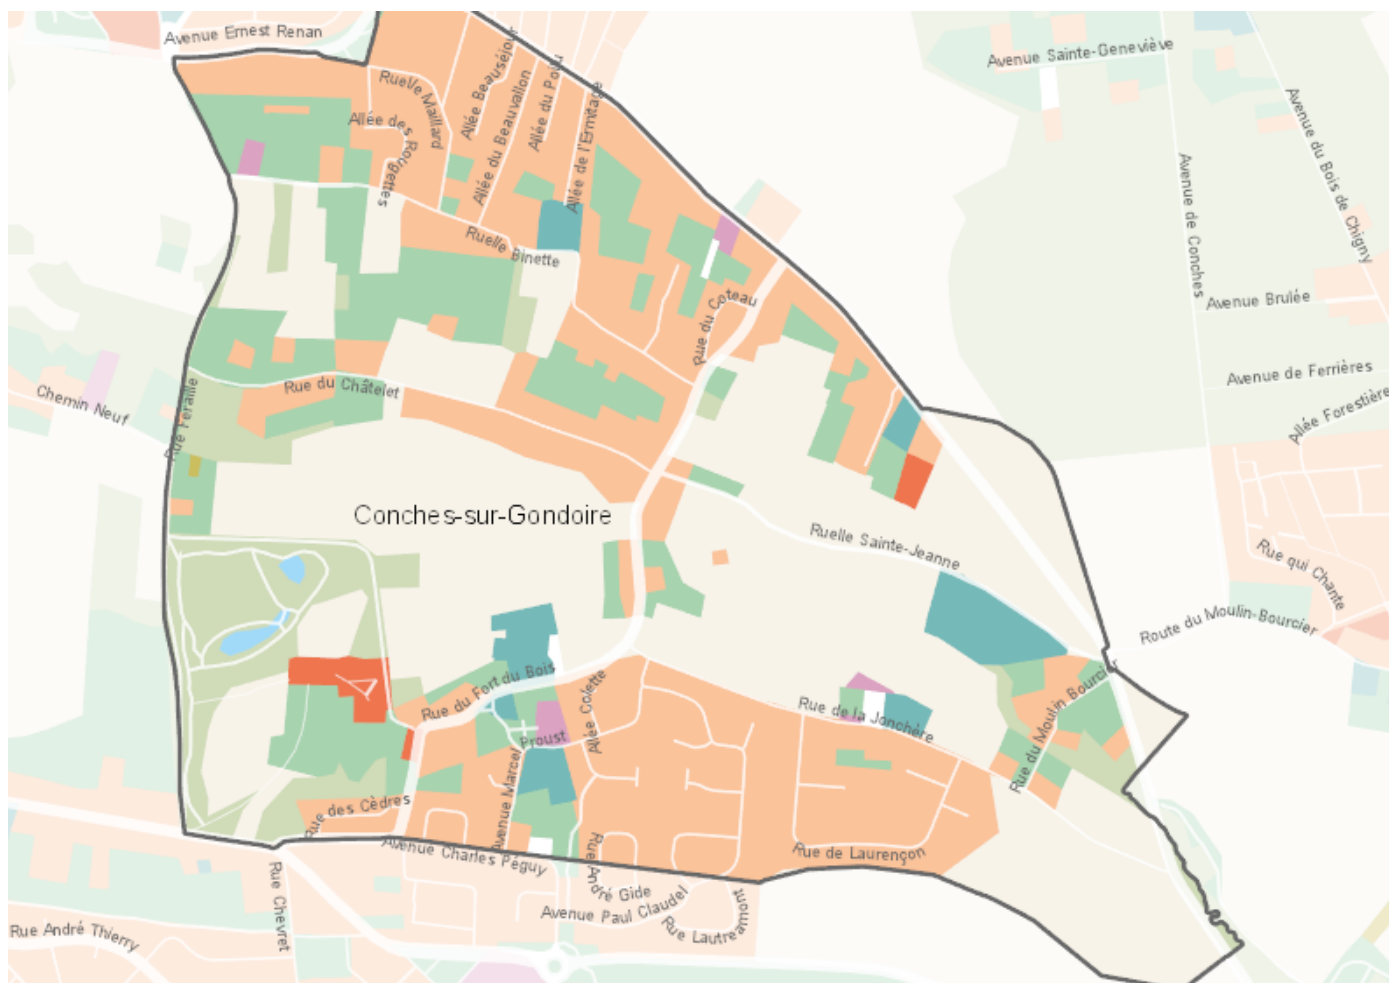 Avenue Ernest Renan
Avenue Sainte-Geneviève
Ruelle Maillard
Allée Beauséjour
Allée du Beauvallon
Allée du Poilu
Allée de l'Ermitage
Allée des Rougettes
Avenue du Bois de Chigny
Avenue de Conches
Ruelle Binette
Avenue Brulée
Rue du Coteau
Avenue de Ferrières
Rue du Châtelet
Chemin Neuf
Rue Féraille
Allée Forestière
Conches-sur-Gondoire
Ruelle Sainte-Jeanne
Rue qui Chante
Route du Moulin-Bourcier
Rue du Fort du Bois
Allée Colette
Rue du Moulin Bourcier
Rue de la Jonchère
Avenue Marcel Proust
Rue des Cèdres
Avenue Charles Péguy
Rue de Laurençon
Rue André Gide
Rue Chevret
Avenue Paul Claudel
Rue Lautreamont
Rue André Thierry